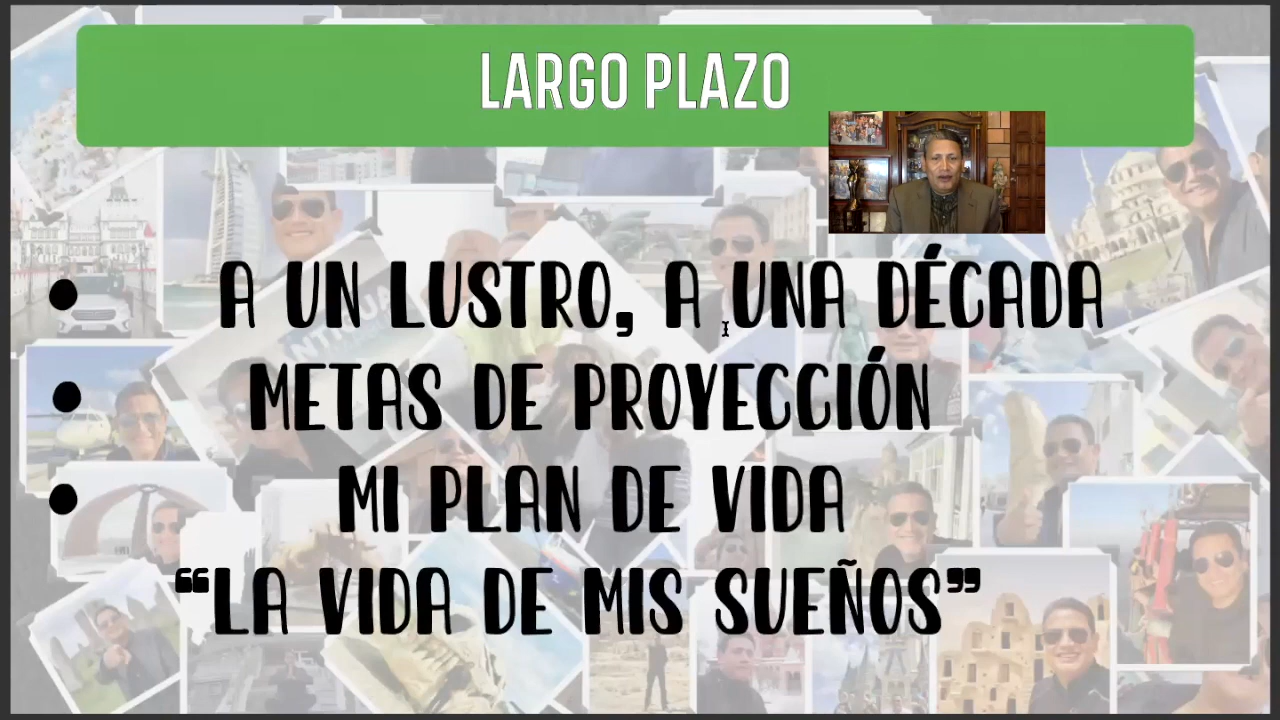 LARGO PLAZO
• A UN LUSTRO, A UNA DÉCADA
• METAS DE PROYECCIÓN
• MI PLAN DE VIDA
“LA VIDA DE MIS SUEÑOS”